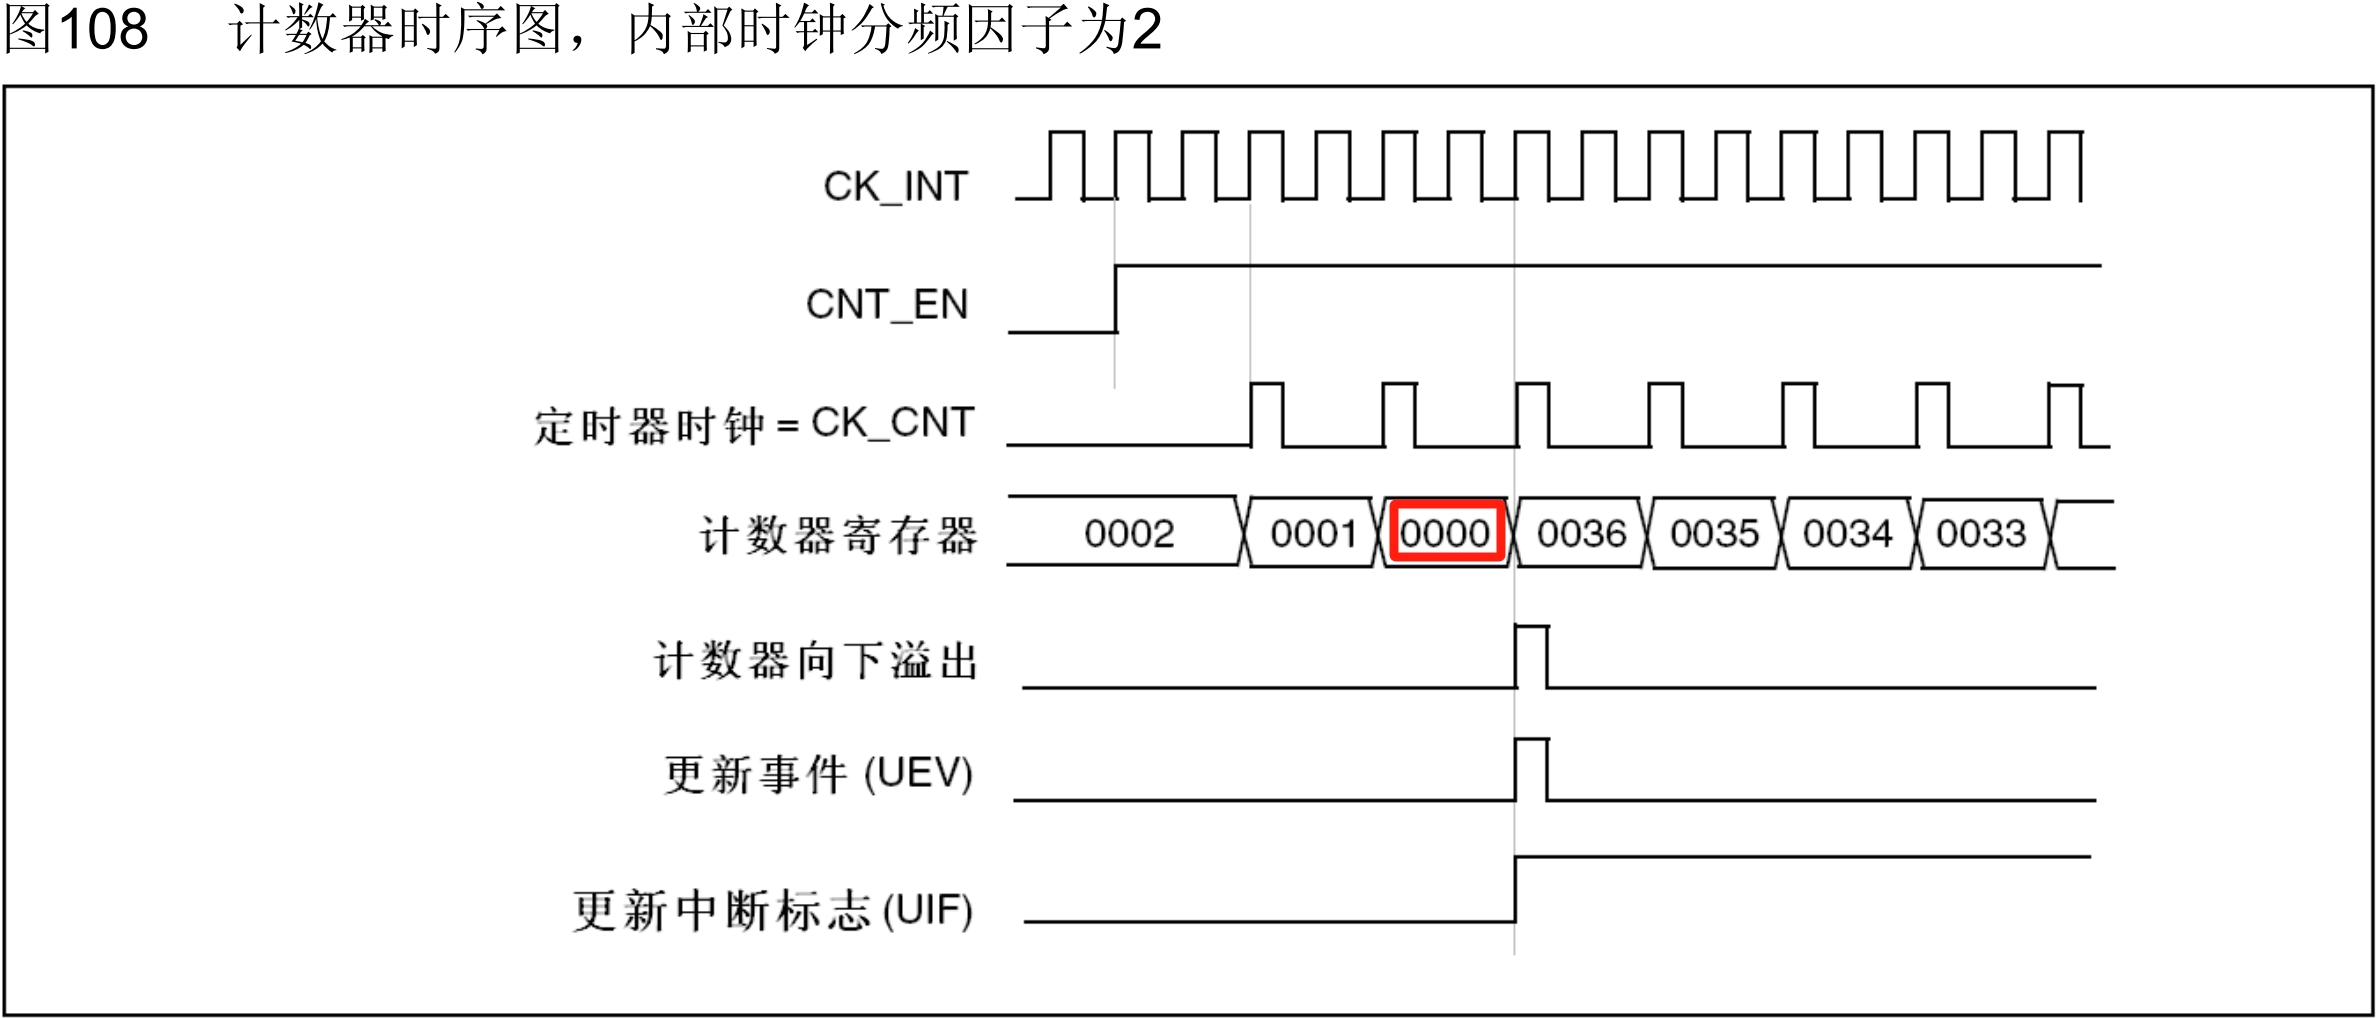 图108 计数器时序图，内部时钟分频因子为2
CK_INT
CNT_EN
定时器时钟 = CK_CNT
计数器寄存器 0002 0001 0000 0036 0035 0034 0033
计数器向下溢出
更新事件 (UEV)
更新中断标志 (UIF)